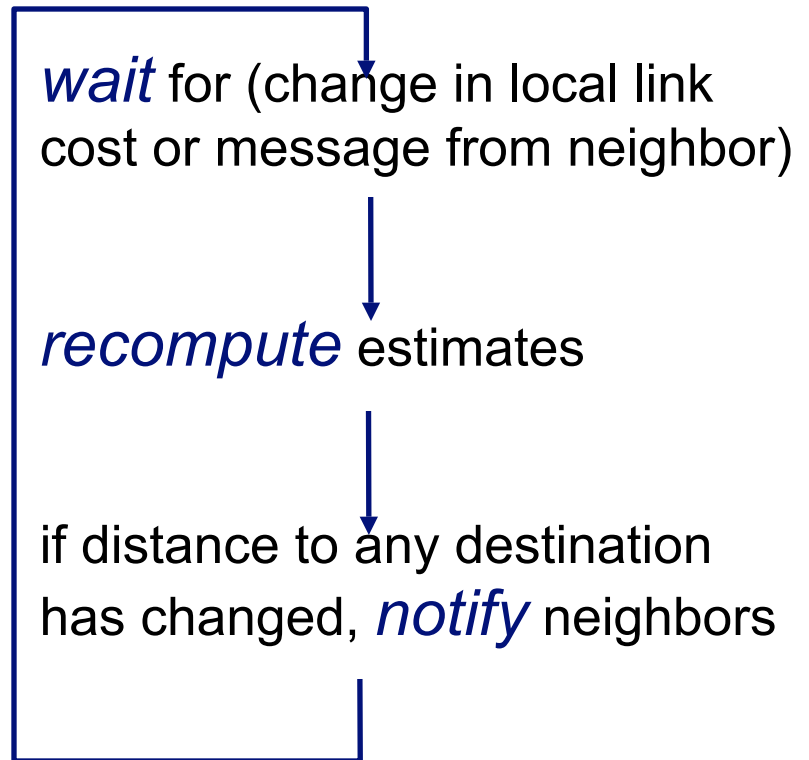 wait for (change in local link
cost or message from neighbor)
recompute estimates
if distance to any destination
has changed, notify neighbors